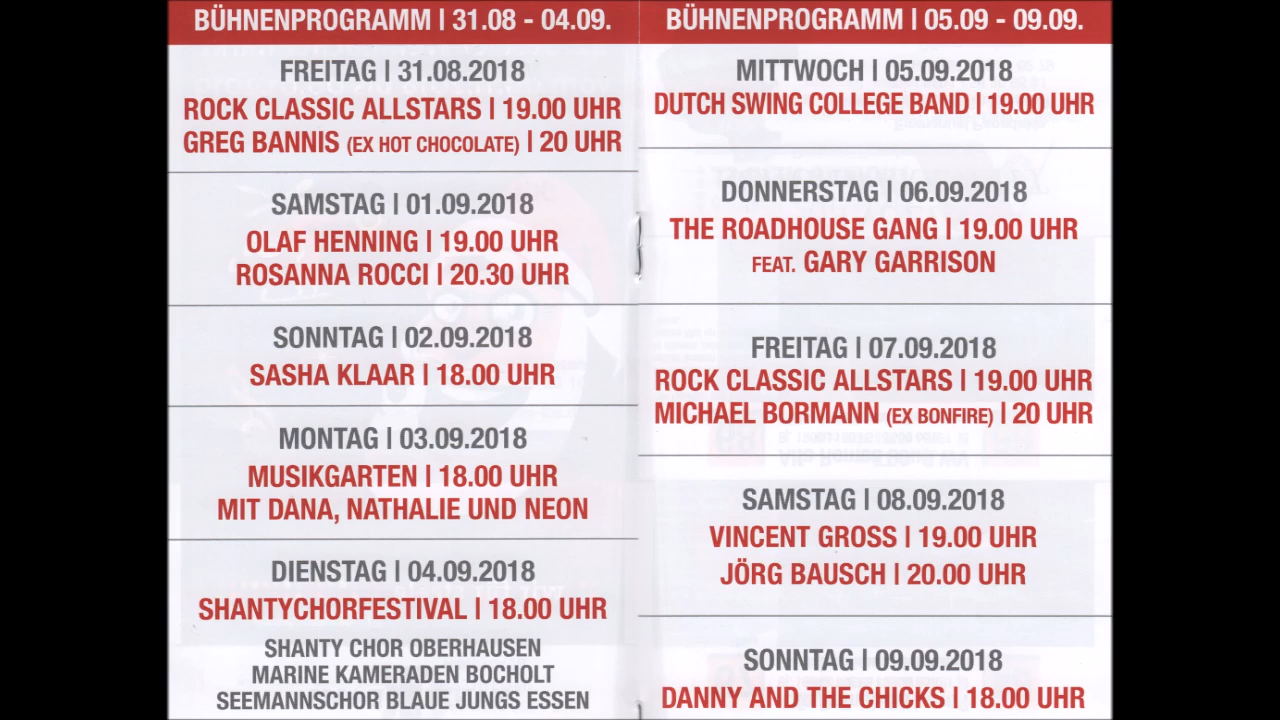 BÜHNENPROGRAMM | 31.08 - 04.09.
FREITAG | 31.08.2018
ROCK CLASSIC ALLSTARS | 19.00 UHR
GREG BANNIS (EX HOT CHOCOLATE) | 20 UHR
SAMSTAG | 01.09.2018
OLAF HENNING | 19.00 UHR
ROSANNA ROCCI | 20.30 UHR
SONNTAG | 02.09.2018
SASHA KLAAR | 18.00 UHR
MONTAG | 03.09.2018
MUSIKGARTEN | 18.00 UHR
MIT DANA, NATHALIE UND NEON
DIENSTAG | 04.09.2018
SHANTYCHORFESTIVAL | 18.00 UHR
SHANTY CHOR OBERHAUSEN
MARINE KAMERADEN BOCHOLT
SEEMANNSCHOR BLAUE JUNGS ESSEN
BÜHNENPROGRAMM | 05.09 - 09.09.
MITTWOCH | 05.09.2018
DUTCH SWING COLLEGE BAND | 19.00 UHR
DONNERSTAG | 06.09.2018
THE ROADHOUSE GANG | 19.00 UHR
FEAT. GARY GARRISON
FREITAG | 07.09.2018
ROCK CLASSIC ALLSTARS | 19.00 UHR
MICHAEL BORMANN (EX BONFIRE) | 20 UHR
SAMSTAG | 08.09.2018
VINCENT GROSS | 19.00 UHR
JÖRG BAUSCH | 20.00 UHR
SONNTAG | 09.09.2018
DANNY AND THE CHICKS | 18.00 UHR